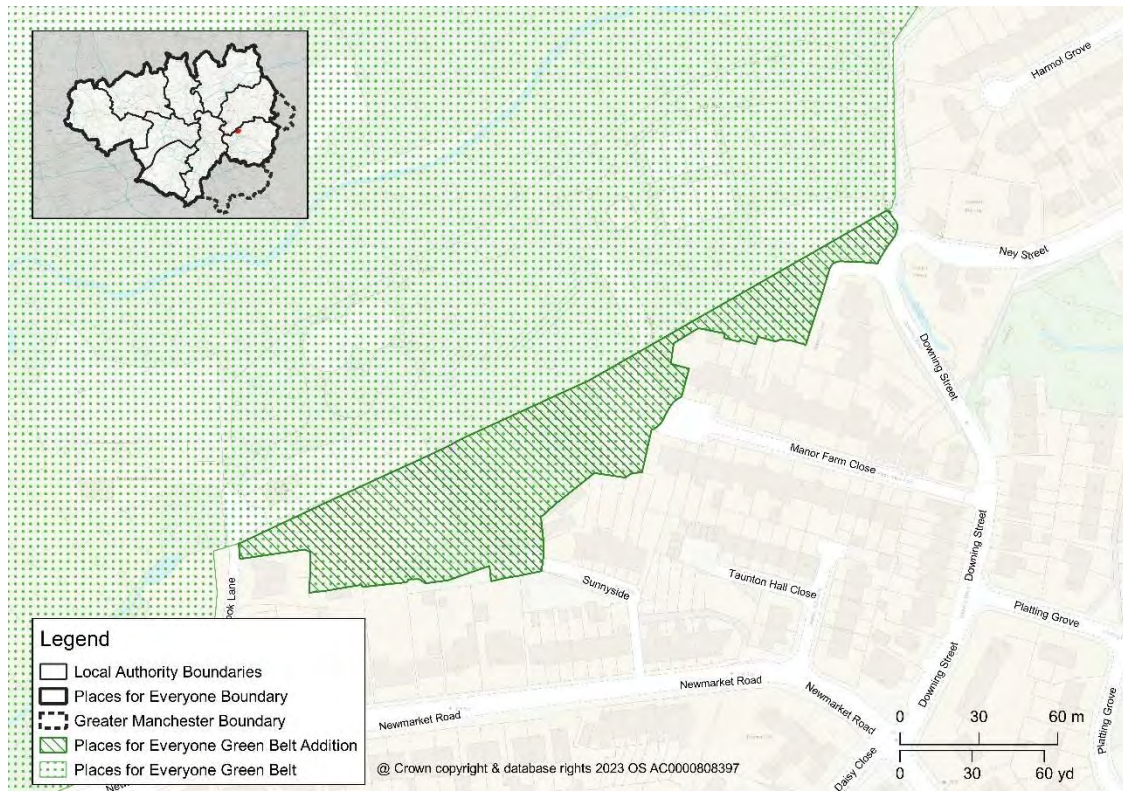 Harmol Grove
Ney Street
Downing Street
Manor Farm Close
Downing Street
Taunton Hall Close
Sunnyside
Platting Grove
ook Lane
Newmarket Road
Newmarket Road
Newmarket Road
Downing Street
Platting Grove
Daisy Close
Legend
Local Authority Boundaries
Places for Everyone Boundary
Greater Manchester Boundary
Places for Everyone Green Belt Addition
Places for Everyone Green Belt
@ Crown copyright & database rights 2023 OS AC0000808397
0 30 60 m
0 30 60 yd